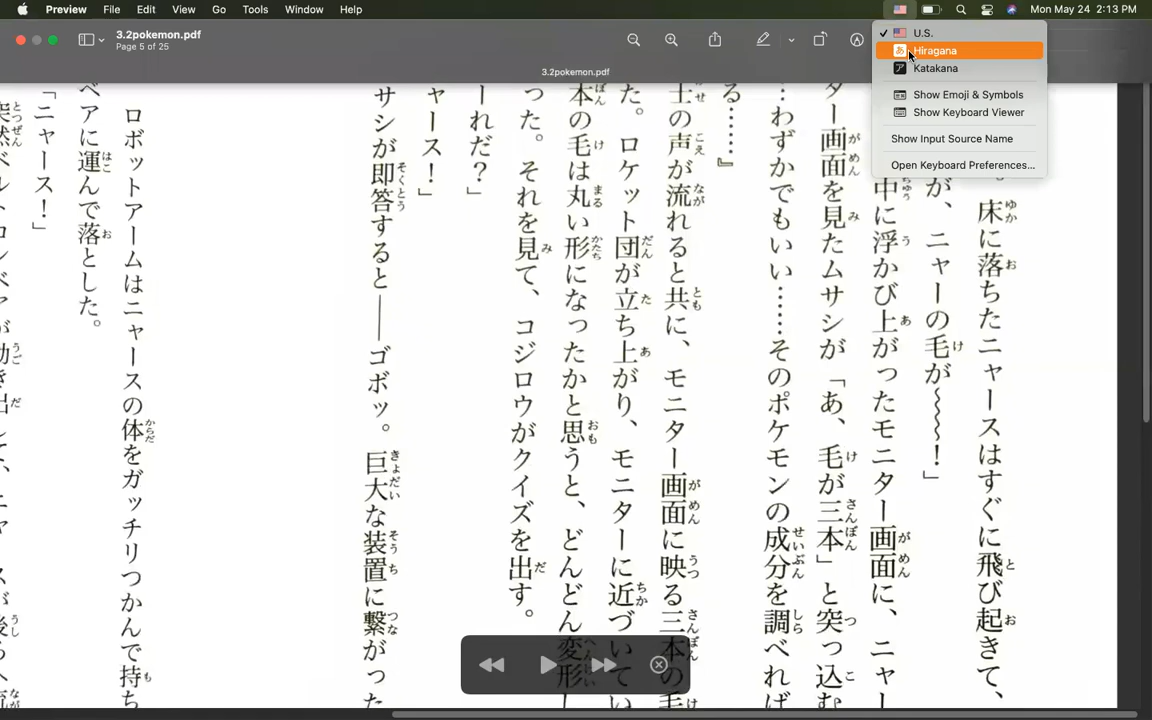 Preview File Edit View Go Tools Window Help
Mon May 24 2:13 PM
3.2pokemon.pdf
Page 5 of 25
3.2pokemon.pdf
U.S.
Hiragana
Katakana
Show Emoji & Symbols
Show Keyboard Viewer
Show Input Source Name
Open Keyboard Preferences...
。床に落ちたニャースはすぐに飛び起きて、
が、ニャーの毛が〜〜〜！」
中に浮かび上がったモニター画面に、ニャー
ター画面を見たムサシが「あ、毛が三本」と突っ込む
…わずかでもいい……そのポケモンの成分を調べれば
る……』
士の声が流れると共に、モニター画面に映る三本の毛
た。ロケット団が立ち上がり、モニターに近づいてい
本の毛は丸い形になったかと思うと、どんどん変形し
った。それを見て、コジロウがクイズを出す。
ーれだ？」
ャース！」
サシが即答すると――ゴボッ。巨大な装置に繋がった
ロボットアームはニャースの体をガッチリつかんで持ち
ベアに運んで落とした。
「ニャース！」